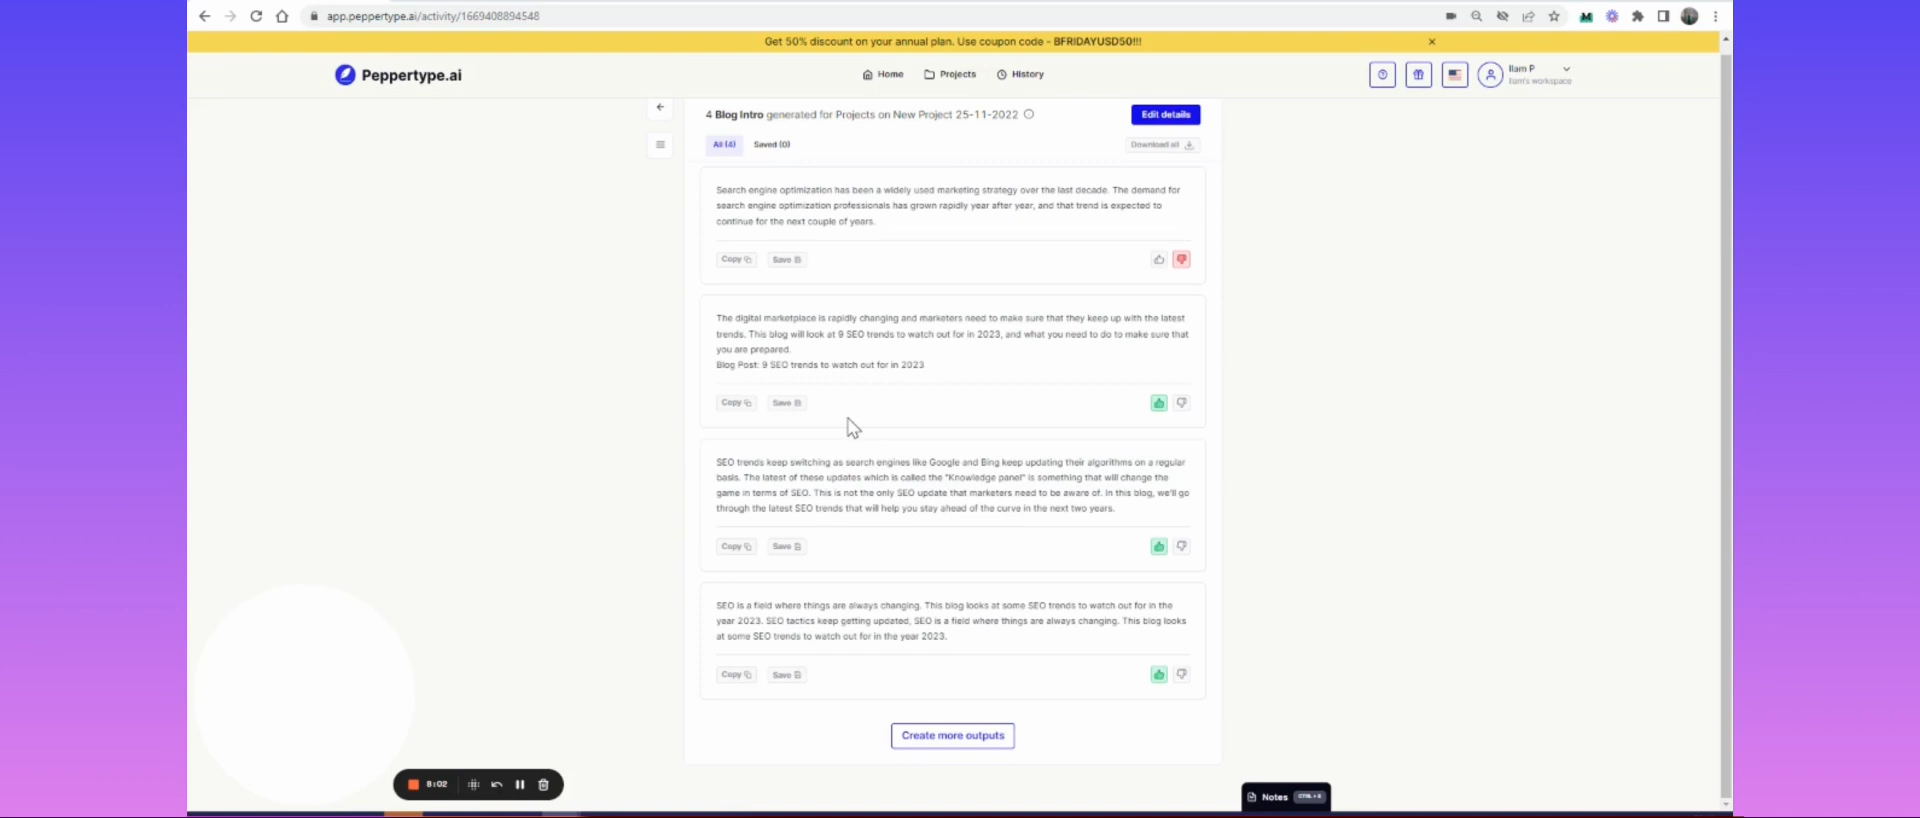 app.peppertype.ai/activity/1669408894548
Get 50% discount on your annual plan. Use coupon code - BFRIDAYUSD50!!!
Peppertype.ai
Home
Projects
History
Ilam P
Ilam's workspace
4 Blog Intro generated for Projects on New Project 25-11-2022
Edit details
All (4)
Saved (0)
Download all
Search engine optimization has been a widely used marketing strategy over the last decade. The demand for
search engine optimization professionals has grown rapidly year after year, and that trend is expected to
continue for the next couple of years.
Copy
Save
The digital marketplace is rapidly changing and marketers need to make sure that they keep up with the latest
trends. This blog will look at 9 SEO trends to watch out for in 2023, and what you need to do to make sure that
you are prepared.
Blog Post: 9 SEO trends to watch out for in 2023
Copy
Save
SEO trends keep switching as search engines like Google and Bing keep updating their algorithms on a regular
basis. The latest of these updates which is called the "Knowledge panel" is something that will change the
game in terms of SEO. This is not the only SEO update that marketers need to be aware of. In this blog, we'll go
through the latest SEO trends that will help you stay ahead of the curve in the next two years.
Copy
Save
SEO is a field where things are always changing. This blog looks at some SEO trends to watch out for in the
year 2023. SEO tactics keep getting updated, SEO is a field where things are always changing. This blog looks
at some SEO trends to watch out for in the year 2023.
Copy
Save
Create more outputs
8:02
Notes